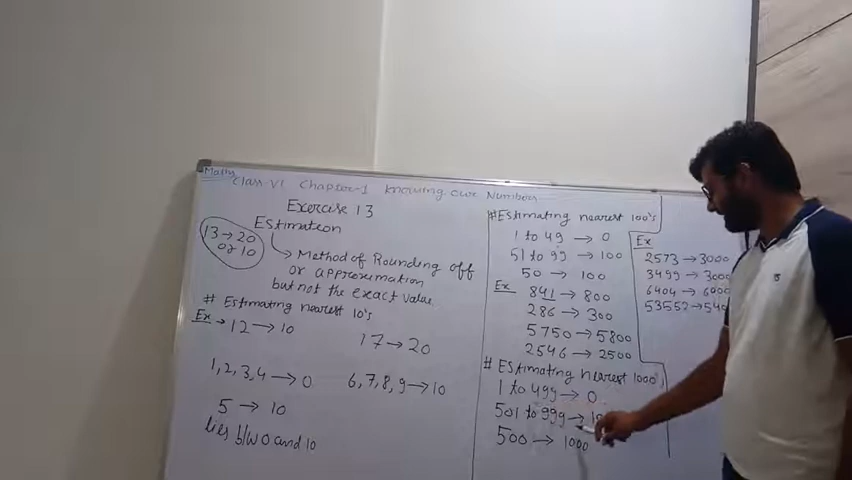 Maths
Class-VI Chapter-1 Knowing Our Numbers
Exercise 13
Estimation
13→20
or 10
Method of Rounding off
or approximation
but not the exact value
# Estimating nearest 10's
Ex → 12 → 10
17 → 20
1, 2, 3, 4 → 0
6, 7, 8, 9 → 10
5 → 10
lies b/w 0 and 10
#Estimating nearest 100's
1 to 49 → 0
51 to 99 → 100
50 → 100
Ex 841 → 800
286 → 300
5750 → 5800
2546 → 2500
# Estimating nearest 1000's
1 to 499 → 0
501 to 999 →
500 → 1000
Ex
2573 → 3000
3499 → 3000
6404 → 6000
53552 →